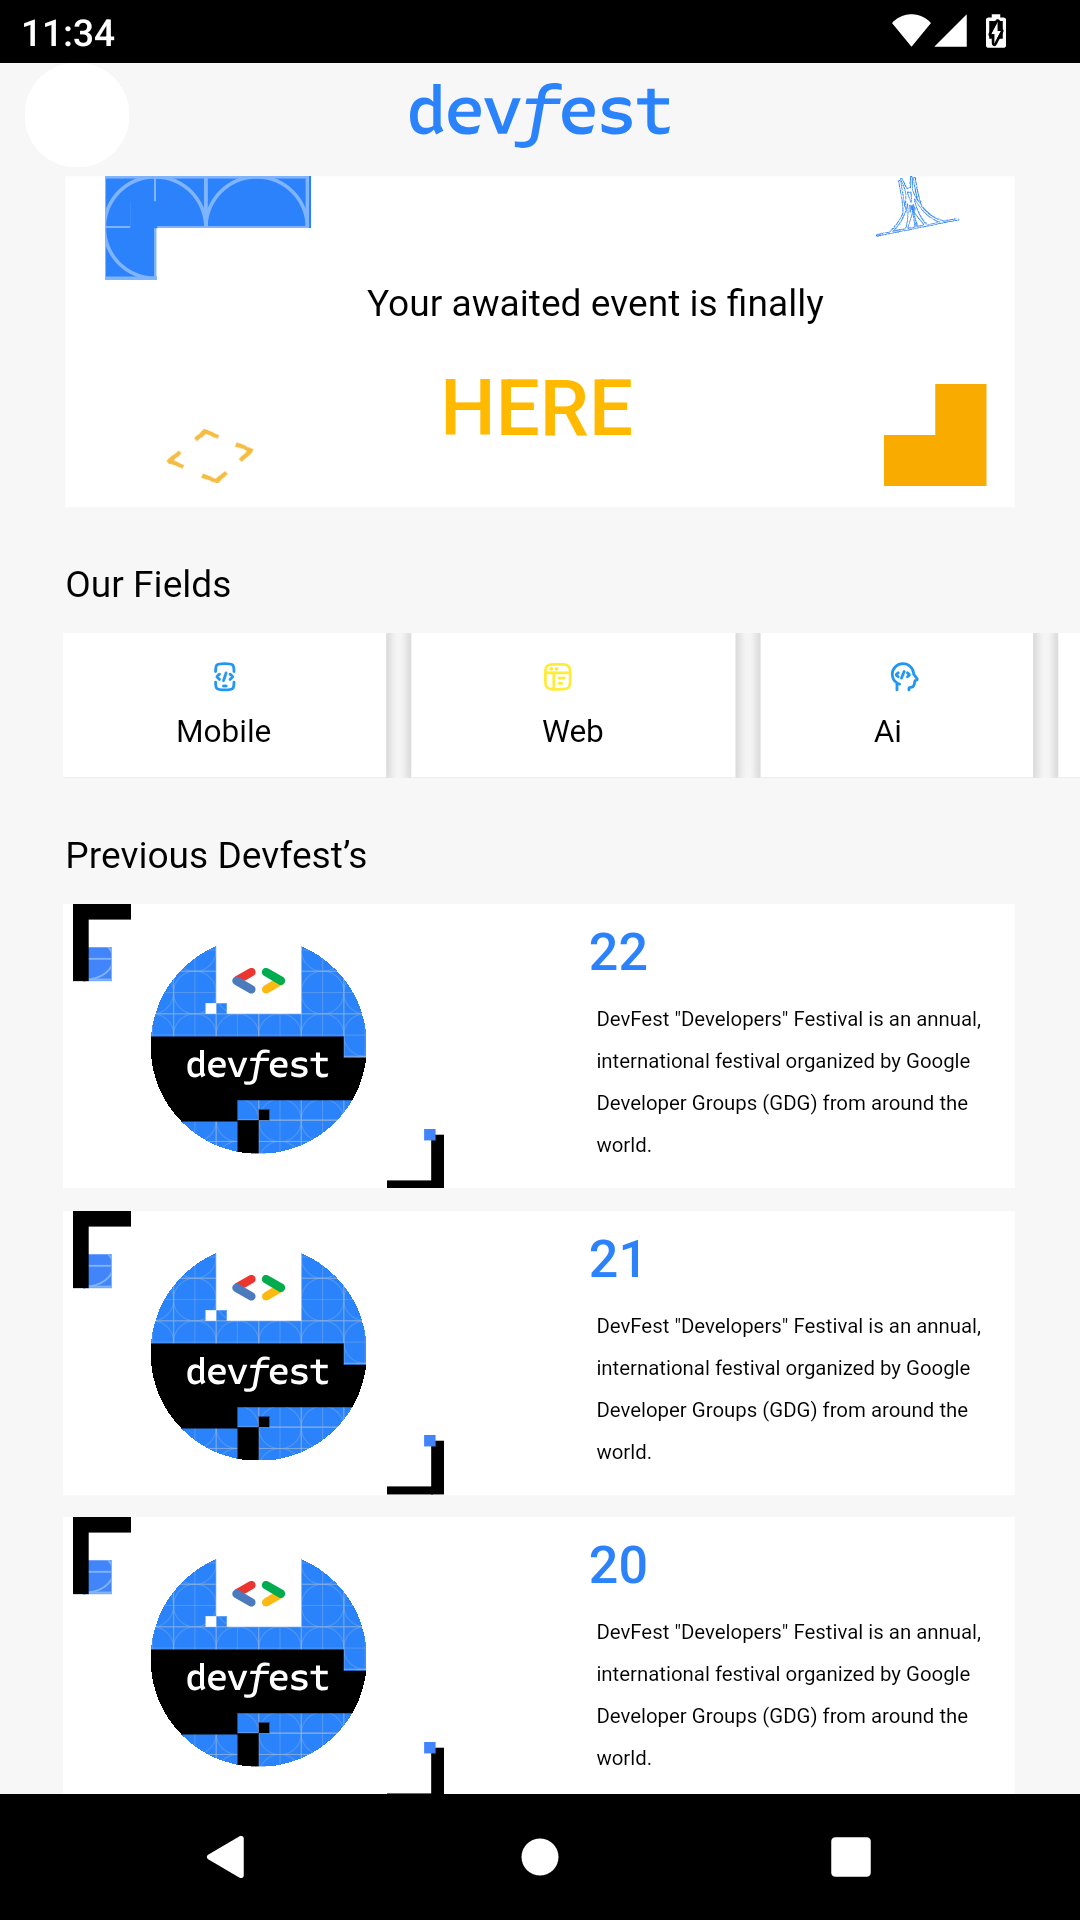 11:34
devfest
Your awaited event is finally
HERE
Our Fields
Mobile
Web
Ai
Previous Devfest’s
devfest
22
DevFest "Developers" Festival is an annual,
international festival organized by Google
Developer Groups (GDG) from around the
world.
devfest
21
DevFest "Developers" Festival is an annual,
international festival organized by Google
Developer Groups (GDG) from around the
world.
devfest
20
DevFest "Developers" Festival is an annual,
international festival organized by Google
Developer Groups (GDG) from around the
world.